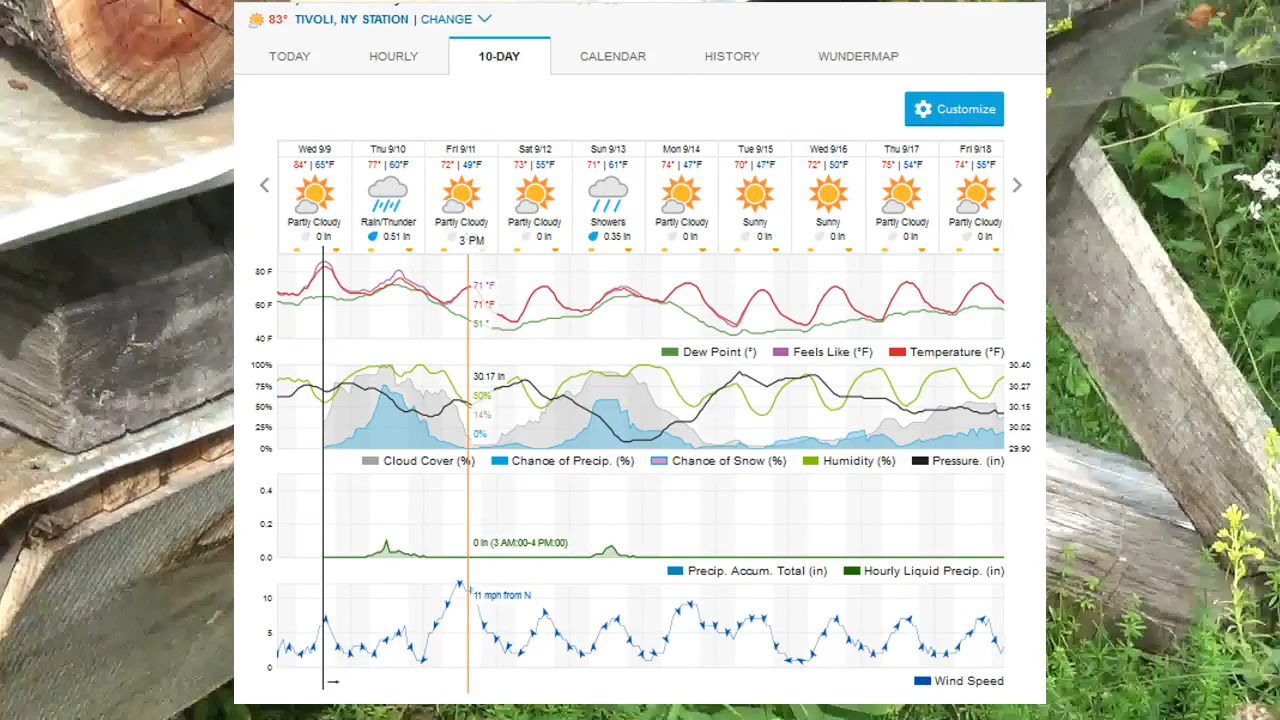 83° TIVOLI, NY STATION | CHANGE
TODAY HOURLY 10-DAY CALENDAR HISTORY WUNDERMAP
Customize
Wed 9/9 Thu 9/10 Fri 9/11 Sat 9/12 Sun 9/13 Mon 9/14 Tue 9/15 Wed 9/16 Thu 9/17 Fri 9/18
84° | 65°F 77° | 60°F 72° | 49°F 73° | 55°F 71° | 61°F 74° | 47°F 70° | 47°F 72° | 50°F 75° | 54°F 74° | 55°F
Partly Cloudy Rain/Thunder Partly Cloudy Partly Cloudy Showers Partly Cloudy Sunny Sunny Partly Cloudy Partly Cloudy
0 in 0.51 in 3 PM 0 in 0.35 in 0 in 0 in 0 in 0 in 0 in
80 F
71 °F
60 F
71 °F
51 °
40 F
Dew Point (°) Feels Like (°F) Temperature (°F)
100% 30.40
30.17 in
75% 30.27
50%
50% 30.15
14%
25% 30.02
0%
0% 29.90
Cloud Cover (%) Chance of Precip. (%) Chance of Snow (%) Humidity (%) Pressure. (in)
0.4
0.2
0 in (3 AM:00-4 PM:00)
0.0
Precip. Accum. Total (in) Hourly Liquid Precip. (in)
10 11 mph from N
5
0
Wind Speed